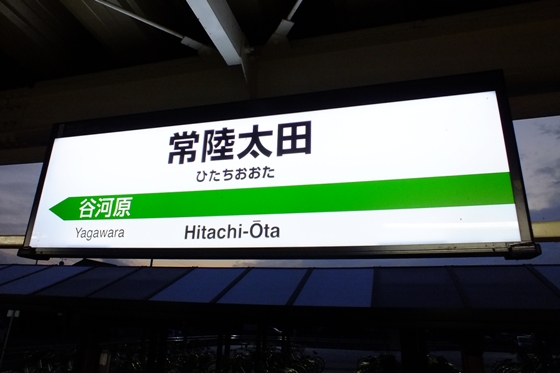 常陸太田
ひたちおおた
谷河原
Yagawara
Hitachi-Ōta